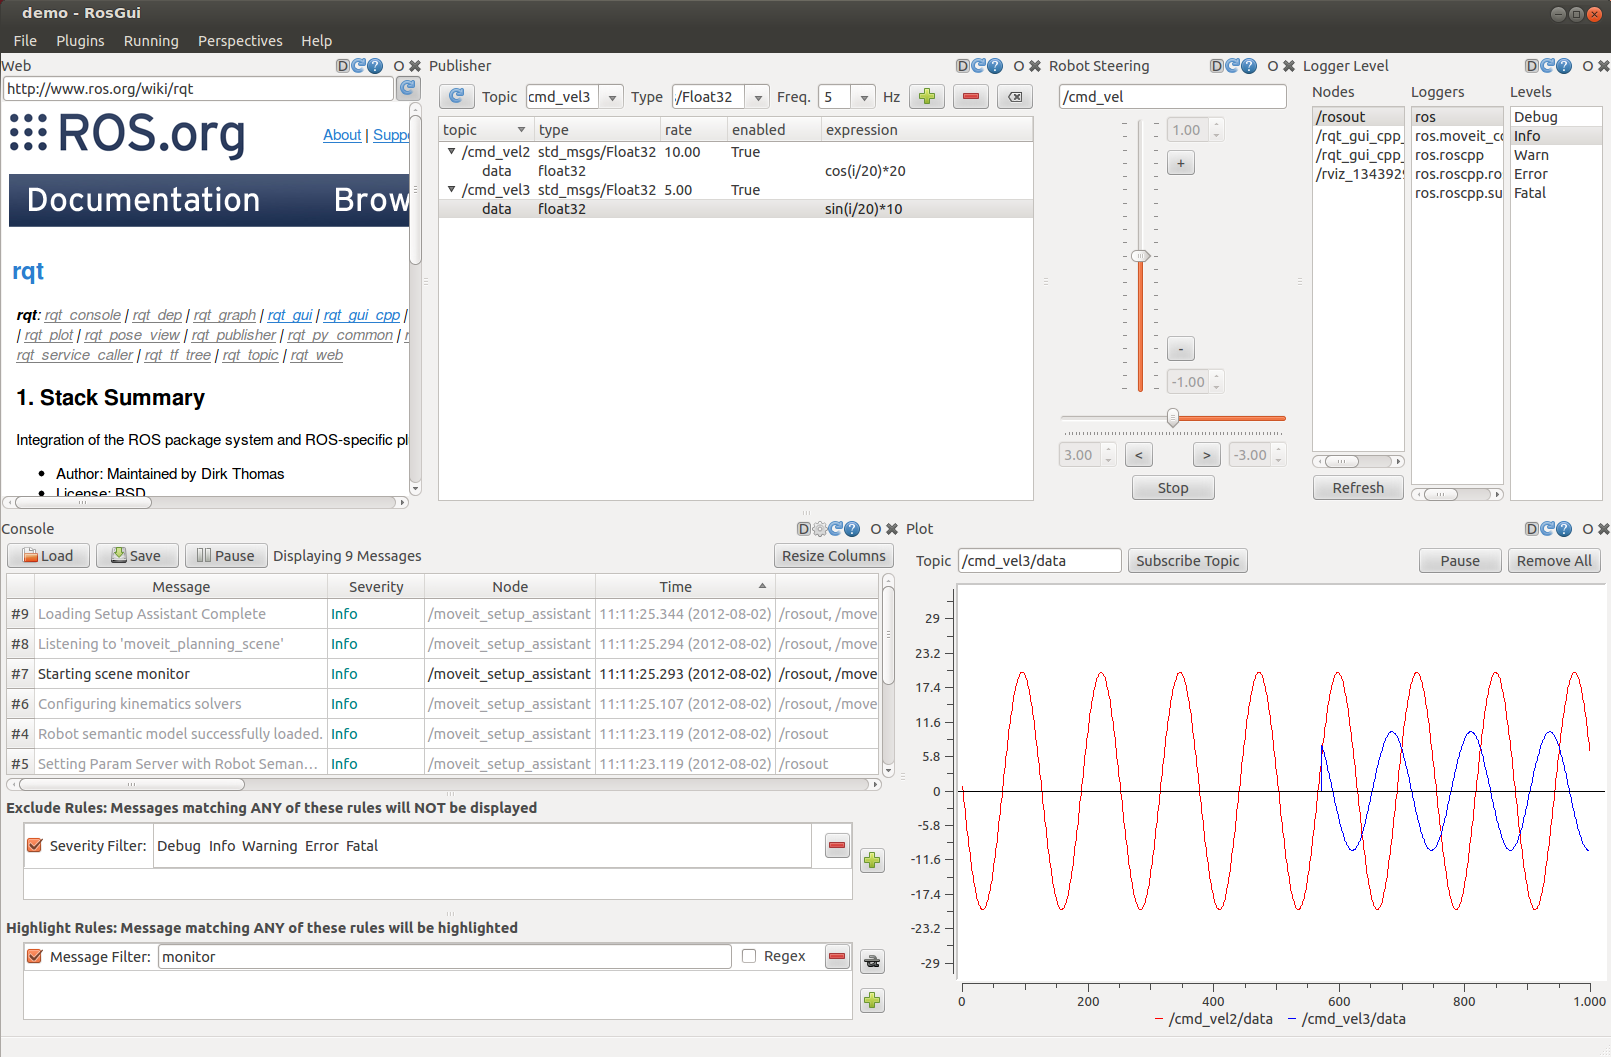 demo - RosGui
File Plugins Running Perspectives Help
Web
http://www.ros.org/wiki/rqt
ROS.org
About | Suppo
Documentation Brow
rqt
rqt: rqt_console | rqt_dep | rqt_graph | rqt_gui | rqt_gui_cpp |
| rqt_plot | rqt_pose_view | rqt_publisher | rqt_py_common |
rqt_service_caller | rqt_tf_tree | rqt_topic | rqt_web
1. Stack Summary
Integration of the ROS package system and ROS-specific pl
• Author: Maintained by Dirk Thomas
• License: BSD
D ? O Publisher
Topic cmd_vel3 Type /Float32 Freq. 5 Hz
topic type rate enabled expression
/cmd_vel2 std_msgs/Float32 10.00 True
data float32 cos(i/20)*20
/cmd_vel3 std_msgs/Float32 5.00 True
data float32 sin(i/20)*10
D ? O Robot Steering
/cmd_vel
1.00
+
-
-1.00
3.00 < > -3.00
Stop
D ? O Logger Level
D ? O
Nodes
/rosout
/rqt_gui_cpp_
/rqt_gui_cpp_
/rviz_1343929
Refresh
Loggers
ros
ros.moveit_co
ros.roscpp
ros.roscpp.ro
ros.roscpp.su
Levels
Debug
Info
Warn
Error
Fatal
Console D ? O
Load Save Pause Displaying 9 Messages Resize Columns
Message Severity Node Time
#9 Loading Setup Assistant Complete Info /moveit_setup_assistant 11:11:25.344 (2012-08-02) /rosout, /move
#8 Listening to 'moveit_planning_scene' Info /moveit_setup_assistant 11:11:25.294 (2012-08-02) /rosout, /move
#7 Starting scene monitor Info /moveit_setup_assistant 11:11:25.293 (2012-08-02) /rosout, /move
#6 Configuring kinematics solvers Info /moveit_setup_assistant 11:11:25.107 (2012-08-02) /rosout, /move
#4 Robot semantic model successfully loaded. Info /moveit_setup_assistant 11:11:23.119 (2012-08-02) /rosout
#5 Setting Param Server with Robot Seman... Info /moveit_setup_assistant 11:11:23.119 (2012-08-02) /rosout
Exclude Rules: Messages matching ANY of these rules will NOT be displayed
Severity Filter: Debug Info Warning Error Fatal
Highlight Rules: Message matching ANY of these rules will be highlighted
Message Filter: monitor Regex
Plot D ? O
Topic /cmd_vel3/data Subscribe Topic Pause Remove All
29
23.2
17.4
11.6
5.8
0
-5.8
-11.6
-17.4
-23.2
-29
0 200 400 600 800 1.000
/cmd_vel2/data /cmd_vel3/data